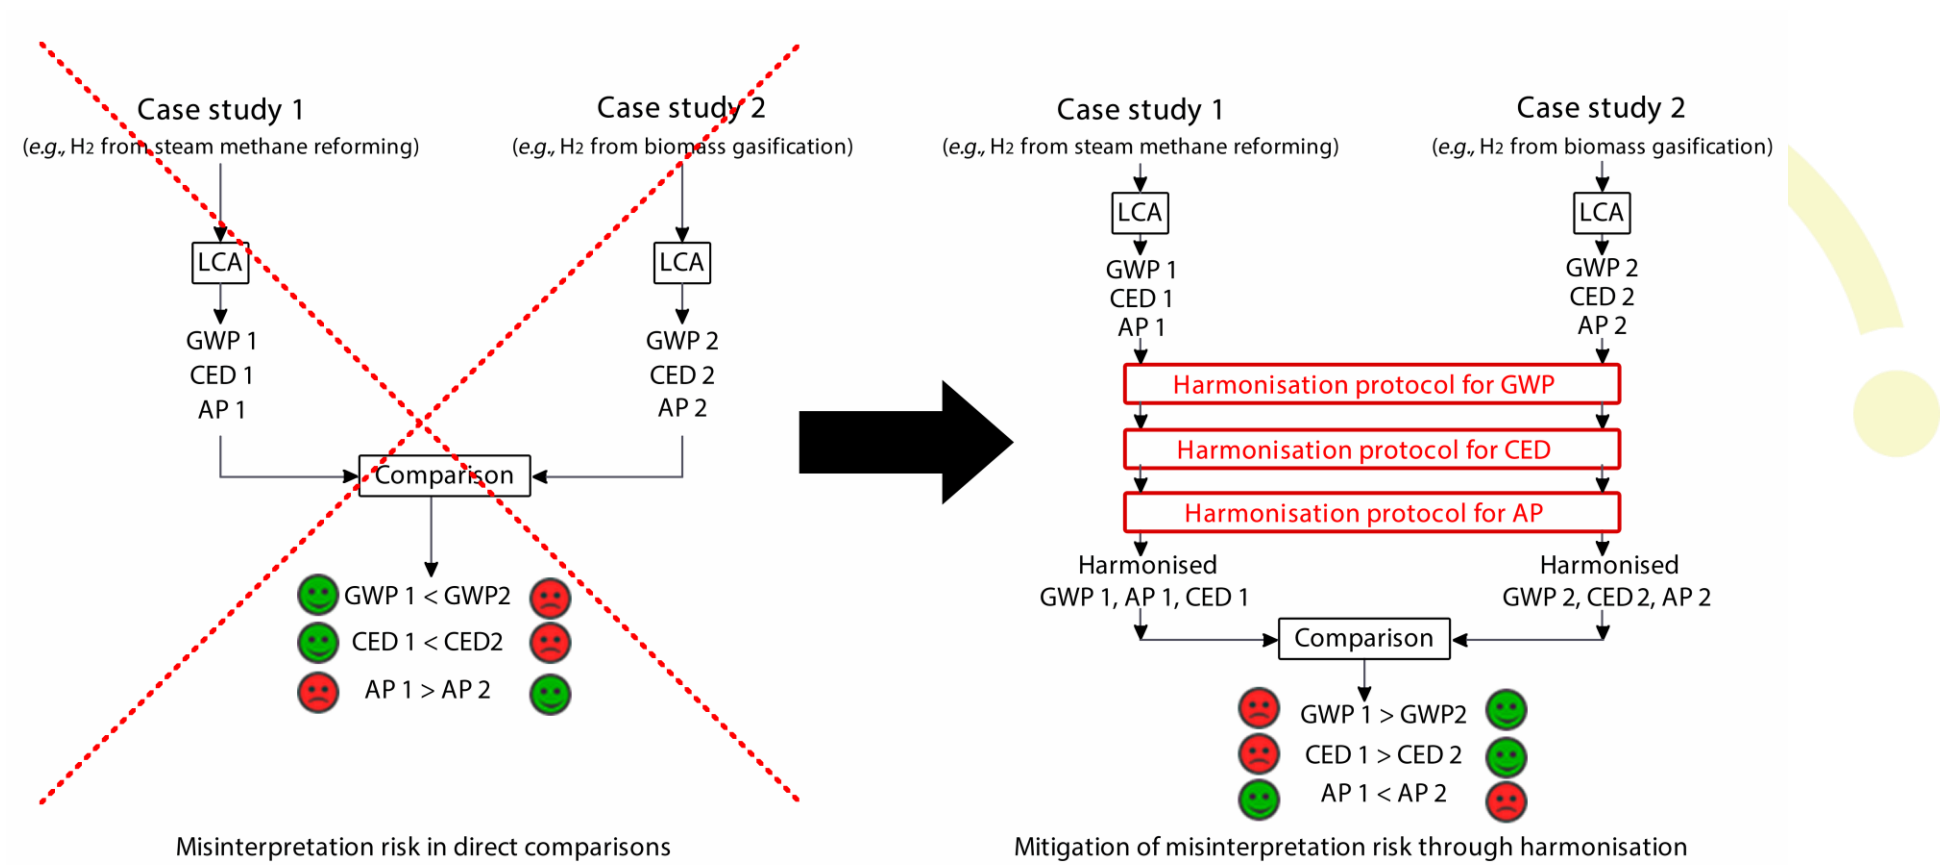 Case study 1
(e.g., H2 from steam methane reforming)
LCA
GWP 1
CED 1
AP 1
Case study 2
(e.g., H2 from biomass gasification)
LCA
GWP 2
CED 2
AP 2
Comparison
GWP 1 < GWP2
CED 1 < CED2
AP 1 > AP 2
Misinterpretation risk in direct comparisons
Case study 1
(e.g., H2 from steam methane reforming)
LCA
GWP 1
CED 1
AP 1
Case study 2
(e.g., H2 from biomass gasification)
LCA
GWP 2
CED 2
AP 2
Harmonisation protocol for GWP
Harmonisation protocol for CED
Harmonisation protocol for AP
Harmonised
GWP 1, AP 1, CED 1
Harmonised
GWP 2, CED 2, AP 2
Comparison
GWP 1 > GWP2
CED 1 > CED 2
AP 1 < AP 2
Mitigation of misinterpretation risk through harmonisation